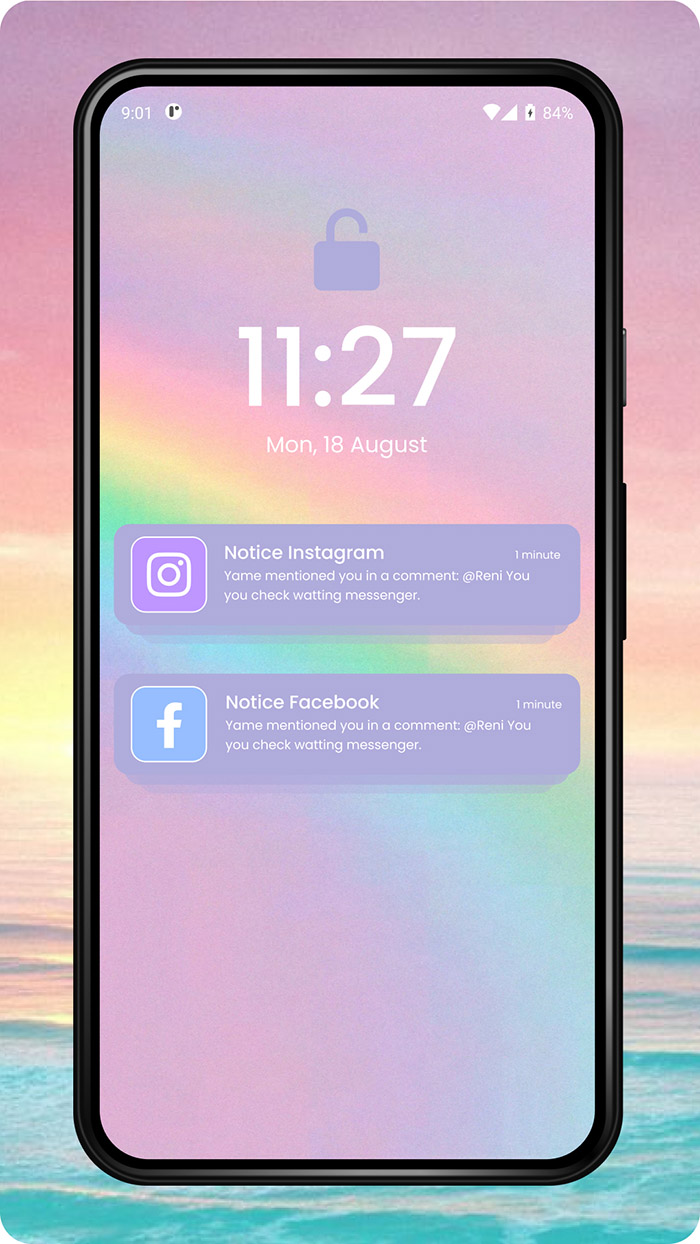 9:01 84%
11:27
Mon, 18 August
Notice Instagram 1 minute
Yame mentioned you in a comment: @Reni You
you check watting messenger.
Notice Facebook 1 minute
Yame mentioned you in a comment: @Reni You
you check watting messenger.